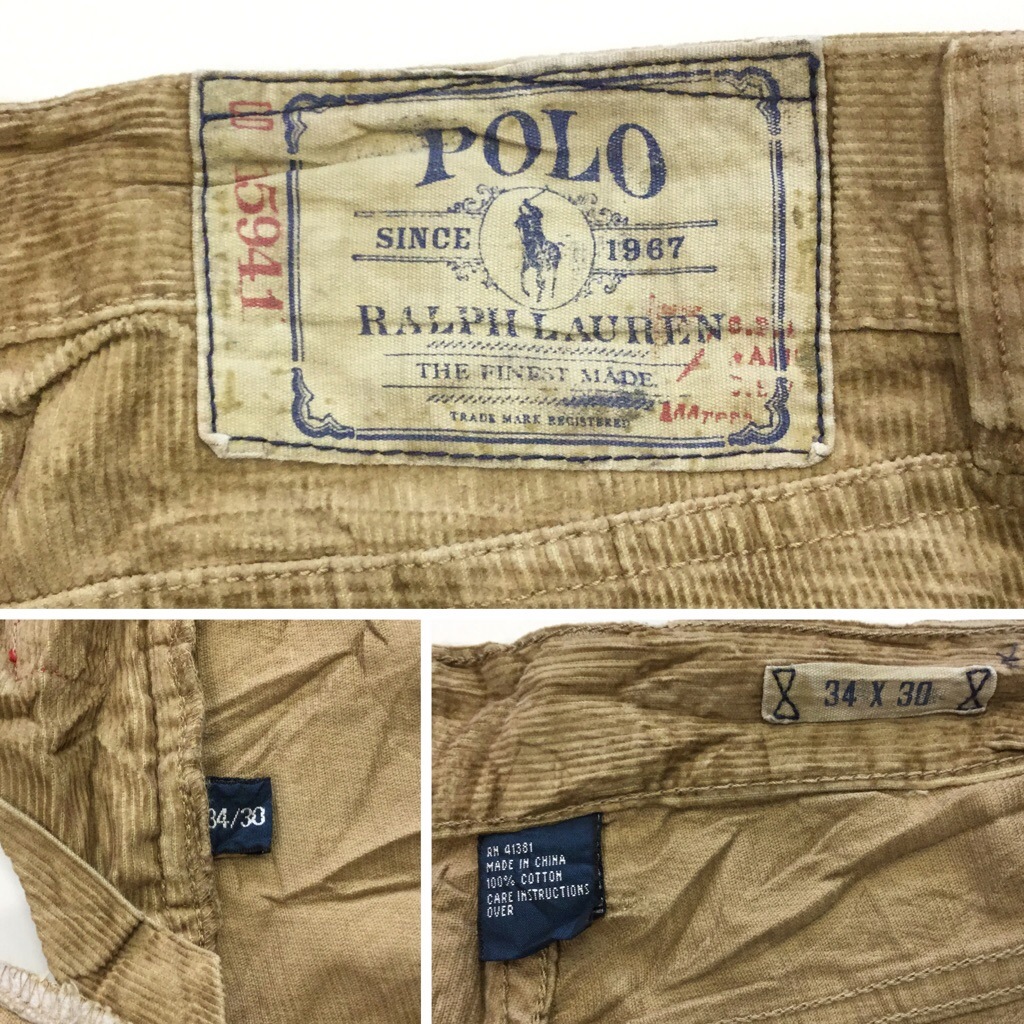 POLO
SINCE 1967
RALPH LAUREN
THE FINEST MADE
TRADE MARK REGISTERED
5941
34/30
34 X 30
RN 41381
MADE IN CHINA
100% COTTON
CARE INSTRUCTIONS
OVER